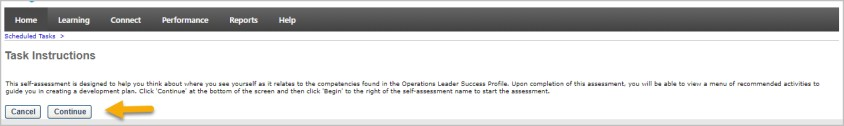 Home Learning Connect Performance Reports Help
Scheduled Tasks >
Task Instructions
This self-assessment is designed to help you think about where you see yourself as it relates to the competencies found in the Operations Leader Success Profile. Upon completion of this assessment, you will be able to view a menu of recommended activities to
guide you in creating a development plan. Click 'Continue' at the bottom of the screen and then click 'Begin' to the right of the self-assessment name to start the assessment.
Cancel Continue